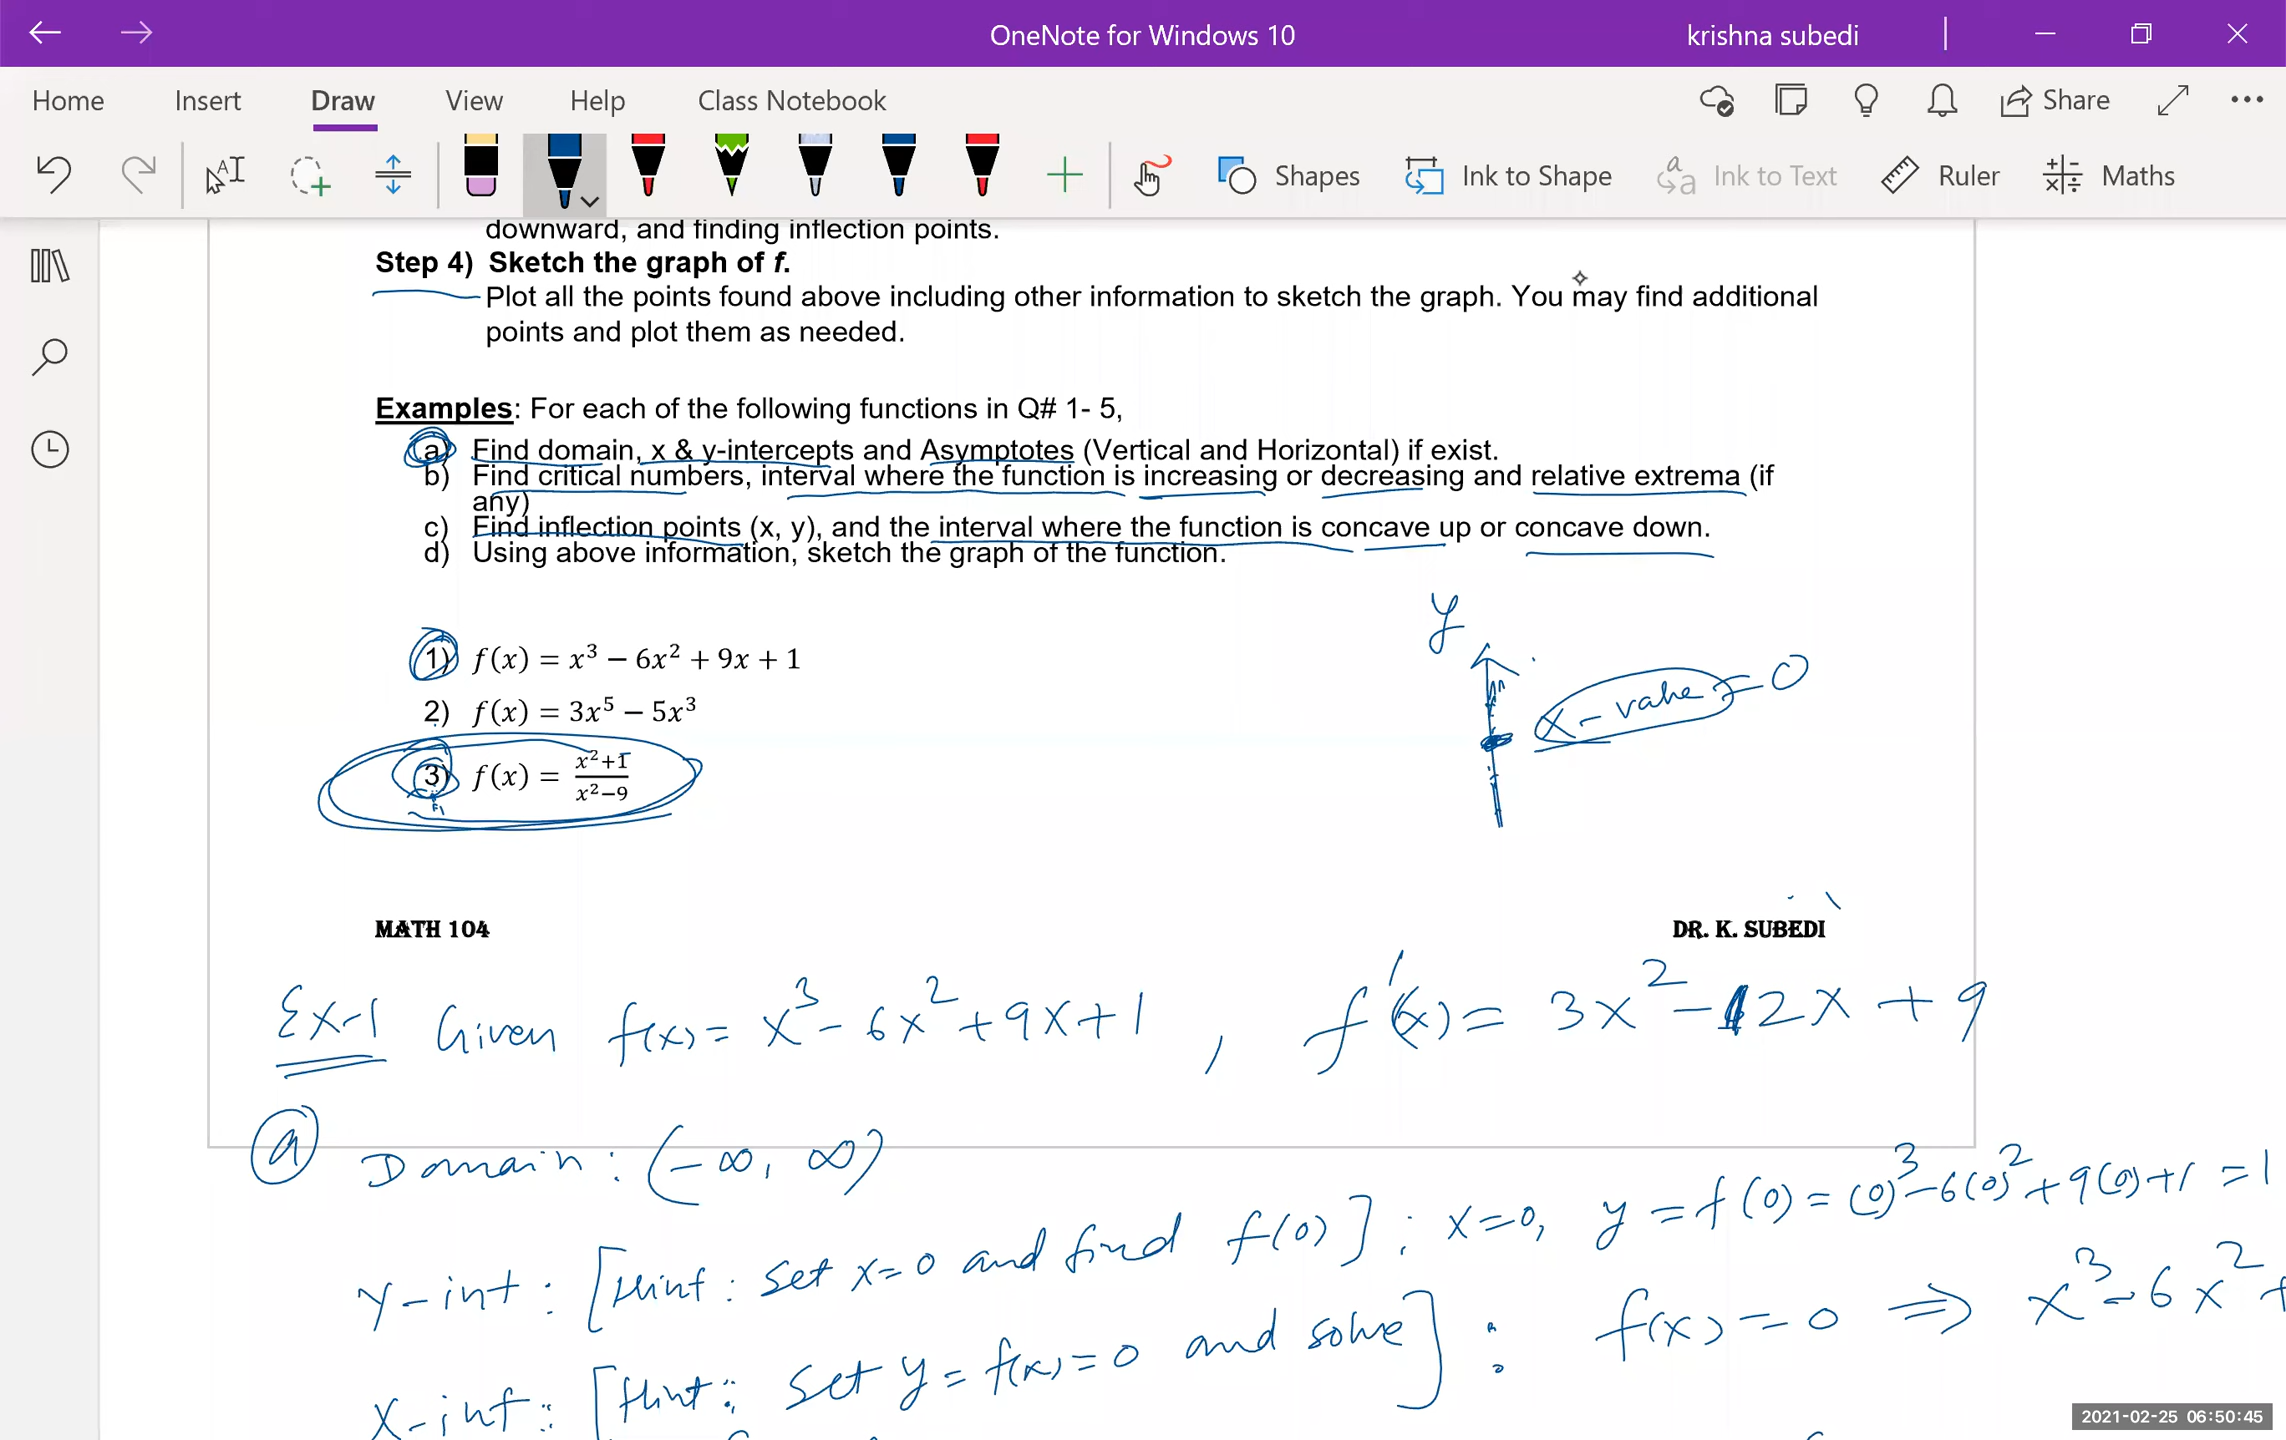 OneNote for Windows 10
krishna subedi
Home Insert Draw View Help Class Notebook
Share
Shapes Ink to Shape Ink to Text Ruler Maths
downward, and finding inflection points.
Step 4) Sketch the graph of f.
Plot all the points found above including other information to sketch the graph. You may find additional
points and plot them as needed.
Examples: For each of the following functions in Q# 1- 5,
a) Find domain, x & y-intercepts and Asymptotes (Vertical and Horizontal) if exist.
b) Find critical numbers, interval where the function is increasing or decreasing and relative extrema (if
any)
c) Find inflection points (x, y), and the interval where the function is concave up or concave down.
d) Using above information, sketch the graph of the function.
y
x - value = 0
1) f(x) = x³ − 6x² + 9x + 1
2) f(x) = 3x⁵ − 5x³
3) f(x) = x²+1 / x²−9
MATH 104
DR. K. SUBEDI
Ex-1 Given f(x) = x³ - 6x² + 9x + 1 , f'(x) = 3x² - 12x + 9
a Domain : (-∞, ∞)
y-int : [Hint : Set x=0 and find f(0)] : x=0, y = f(0) = (0)³ - 6(0)² + 9(0) + 1 = 1
x-int : [Hint : Set y = f(x) = 0 and solve] : f(x) = 0 ⇒ x³ - 6x² +
2021-02-25 06:50:45